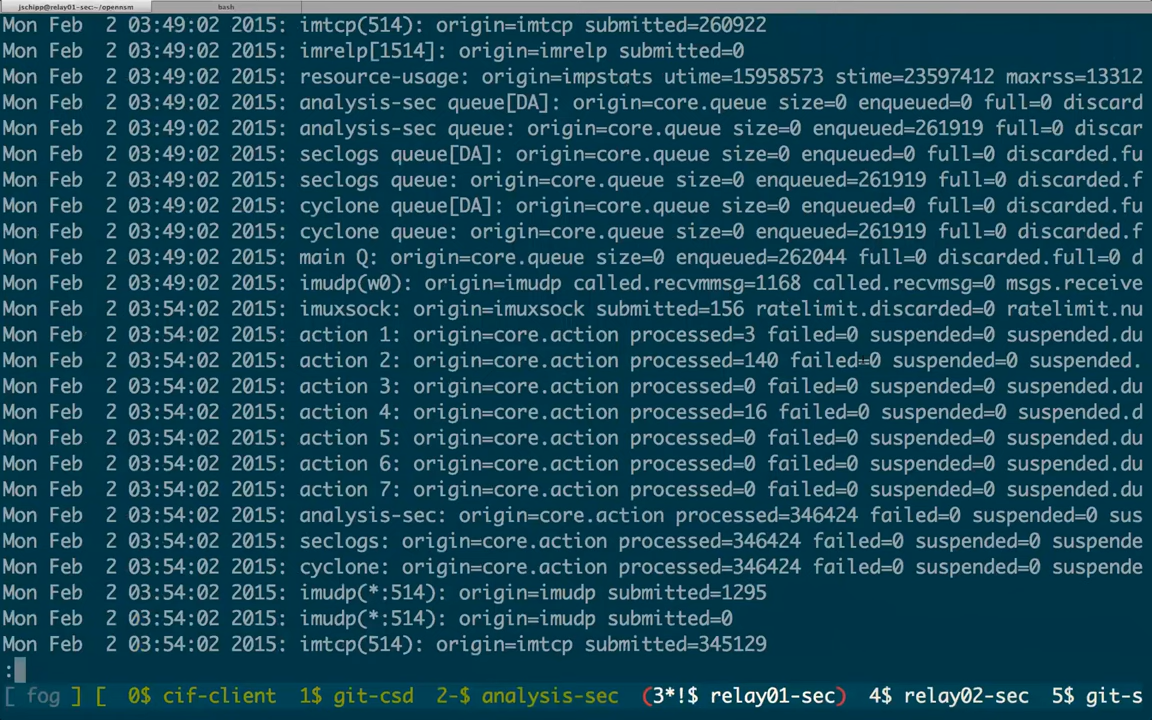 jschipp@relay01-sec:~/opennsm bash
Mon Feb  2 03:49:02 2015: imtcp(514): origin=imtcp submitted=260922
Mon Feb  2 03:49:02 2015: imrelp[1514]: origin=imrelp submitted=0
Mon Feb  2 03:49:02 2015: resource-usage: origin=impstats utime=15958573 stime=23597412 maxrss=13312
Mon Feb  2 03:49:02 2015: analysis-sec queue[DA]: origin=core.queue size=0 enqueued=0 full=0 discard
Mon Feb  2 03:49:02 2015: analysis-sec queue: origin=core.queue size=0 enqueued=261919 full=0 discar
Mon Feb  2 03:49:02 2015: seclogs queue[DA]: origin=core.queue size=0 enqueued=0 full=0 discarded.fu
Mon Feb  2 03:49:02 2015: seclogs queue: origin=core.queue size=0 enqueued=261919 full=0 discarded.f
Mon Feb  2 03:49:02 2015: cyclone queue[DA]: origin=core.queue size=0 enqueued=0 full=0 discarded.fu
Mon Feb  2 03:49:02 2015: cyclone queue: origin=core.queue size=0 enqueued=261919 full=0 discarded.f
Mon Feb  2 03:49:02 2015: main Q: origin=core.queue size=0 enqueued=262044 full=0 discarded.full=0 d
Mon Feb  2 03:49:02 2015: imudp(w0): origin=imudp called.recvmmsg=1168 called.recvmsg=0 msgs.receive
Mon Feb  2 03:54:02 2015: imuxsock: origin=imuxsock submitted=156 ratelimit.discarded=0 ratelimit.nu
Mon Feb  2 03:54:02 2015: action 1: origin=core.action processed=3 failed=0 suspended=0 suspended.du
Mon Feb  2 03:54:02 2015: action 2: origin=core.action processed=140 failed=0 suspended=0 suspended.
Mon Feb  2 03:54:02 2015: action 3: origin=core.action processed=0 failed=0 suspended=0 suspended.du
Mon Feb  2 03:54:02 2015: action 4: origin=core.action processed=16 failed=0 suspended=0 suspended.d
Mon Feb  2 03:54:02 2015: action 5: origin=core.action processed=0 failed=0 suspended=0 suspended.du
Mon Feb  2 03:54:02 2015: action 6: origin=core.action processed=0 failed=0 suspended=0 suspended.du
Mon Feb  2 03:54:02 2015: action 7: origin=core.action processed=0 failed=0 suspended=0 suspended.du
Mon Feb  2 03:54:02 2015: analysis-sec: origin=core.action processed=346424 failed=0 suspended=0 sus
Mon Feb  2 03:54:02 2015: seclogs: origin=core.action processed=346424 failed=0 suspended=0 suspende
Mon Feb  2 03:54:02 2015: cyclone: origin=core.action processed=346424 failed=0 suspended=0 suspende
Mon Feb  2 03:54:02 2015: imudp(*:514): origin=imudp submitted=1295
Mon Feb  2 03:54:02 2015: imudp(*:514): origin=imudp submitted=0
Mon Feb  2 03:54:02 2015: imtcp(514): origin=imtcp submitted=345129
:
[ fog ] [  0$ cif-client  1$ git-csd  2-$ analysis-sec  (3*!$ relay01-sec)  4$ relay02-sec  5$ git-s